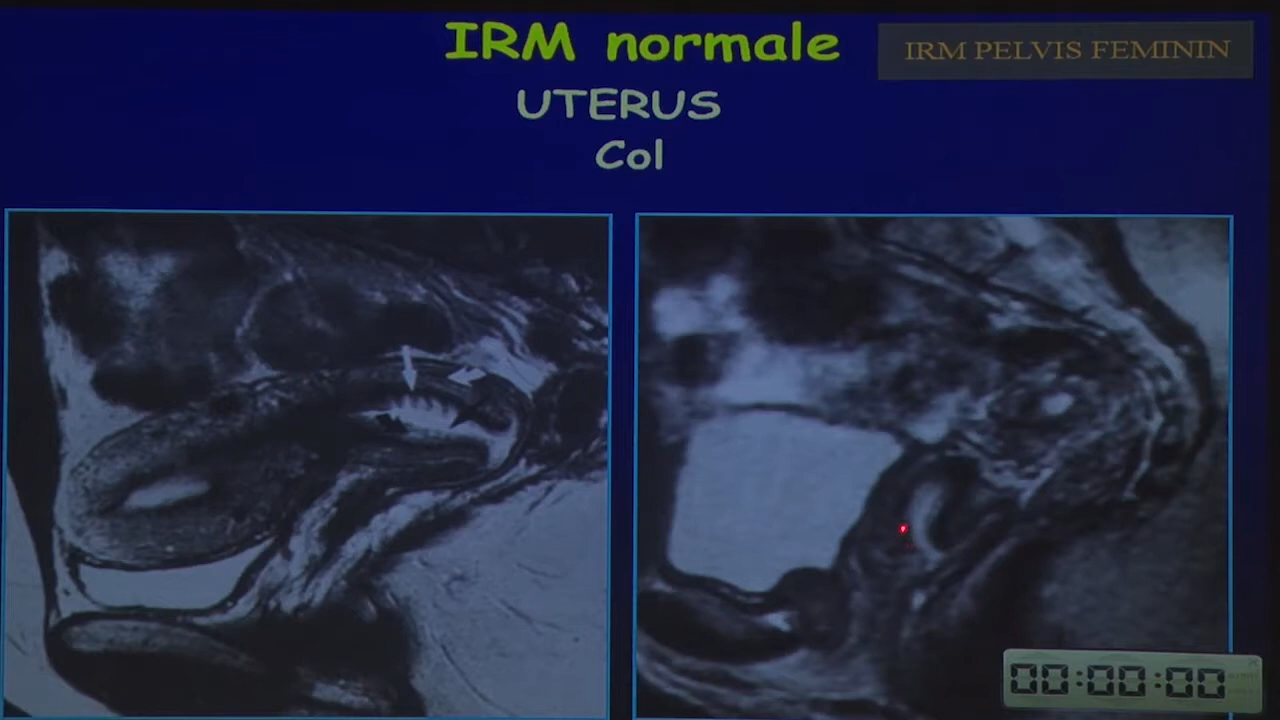 IRM normale
IRM PELVIS FEMININ
UTERUS
Col
00:00:00